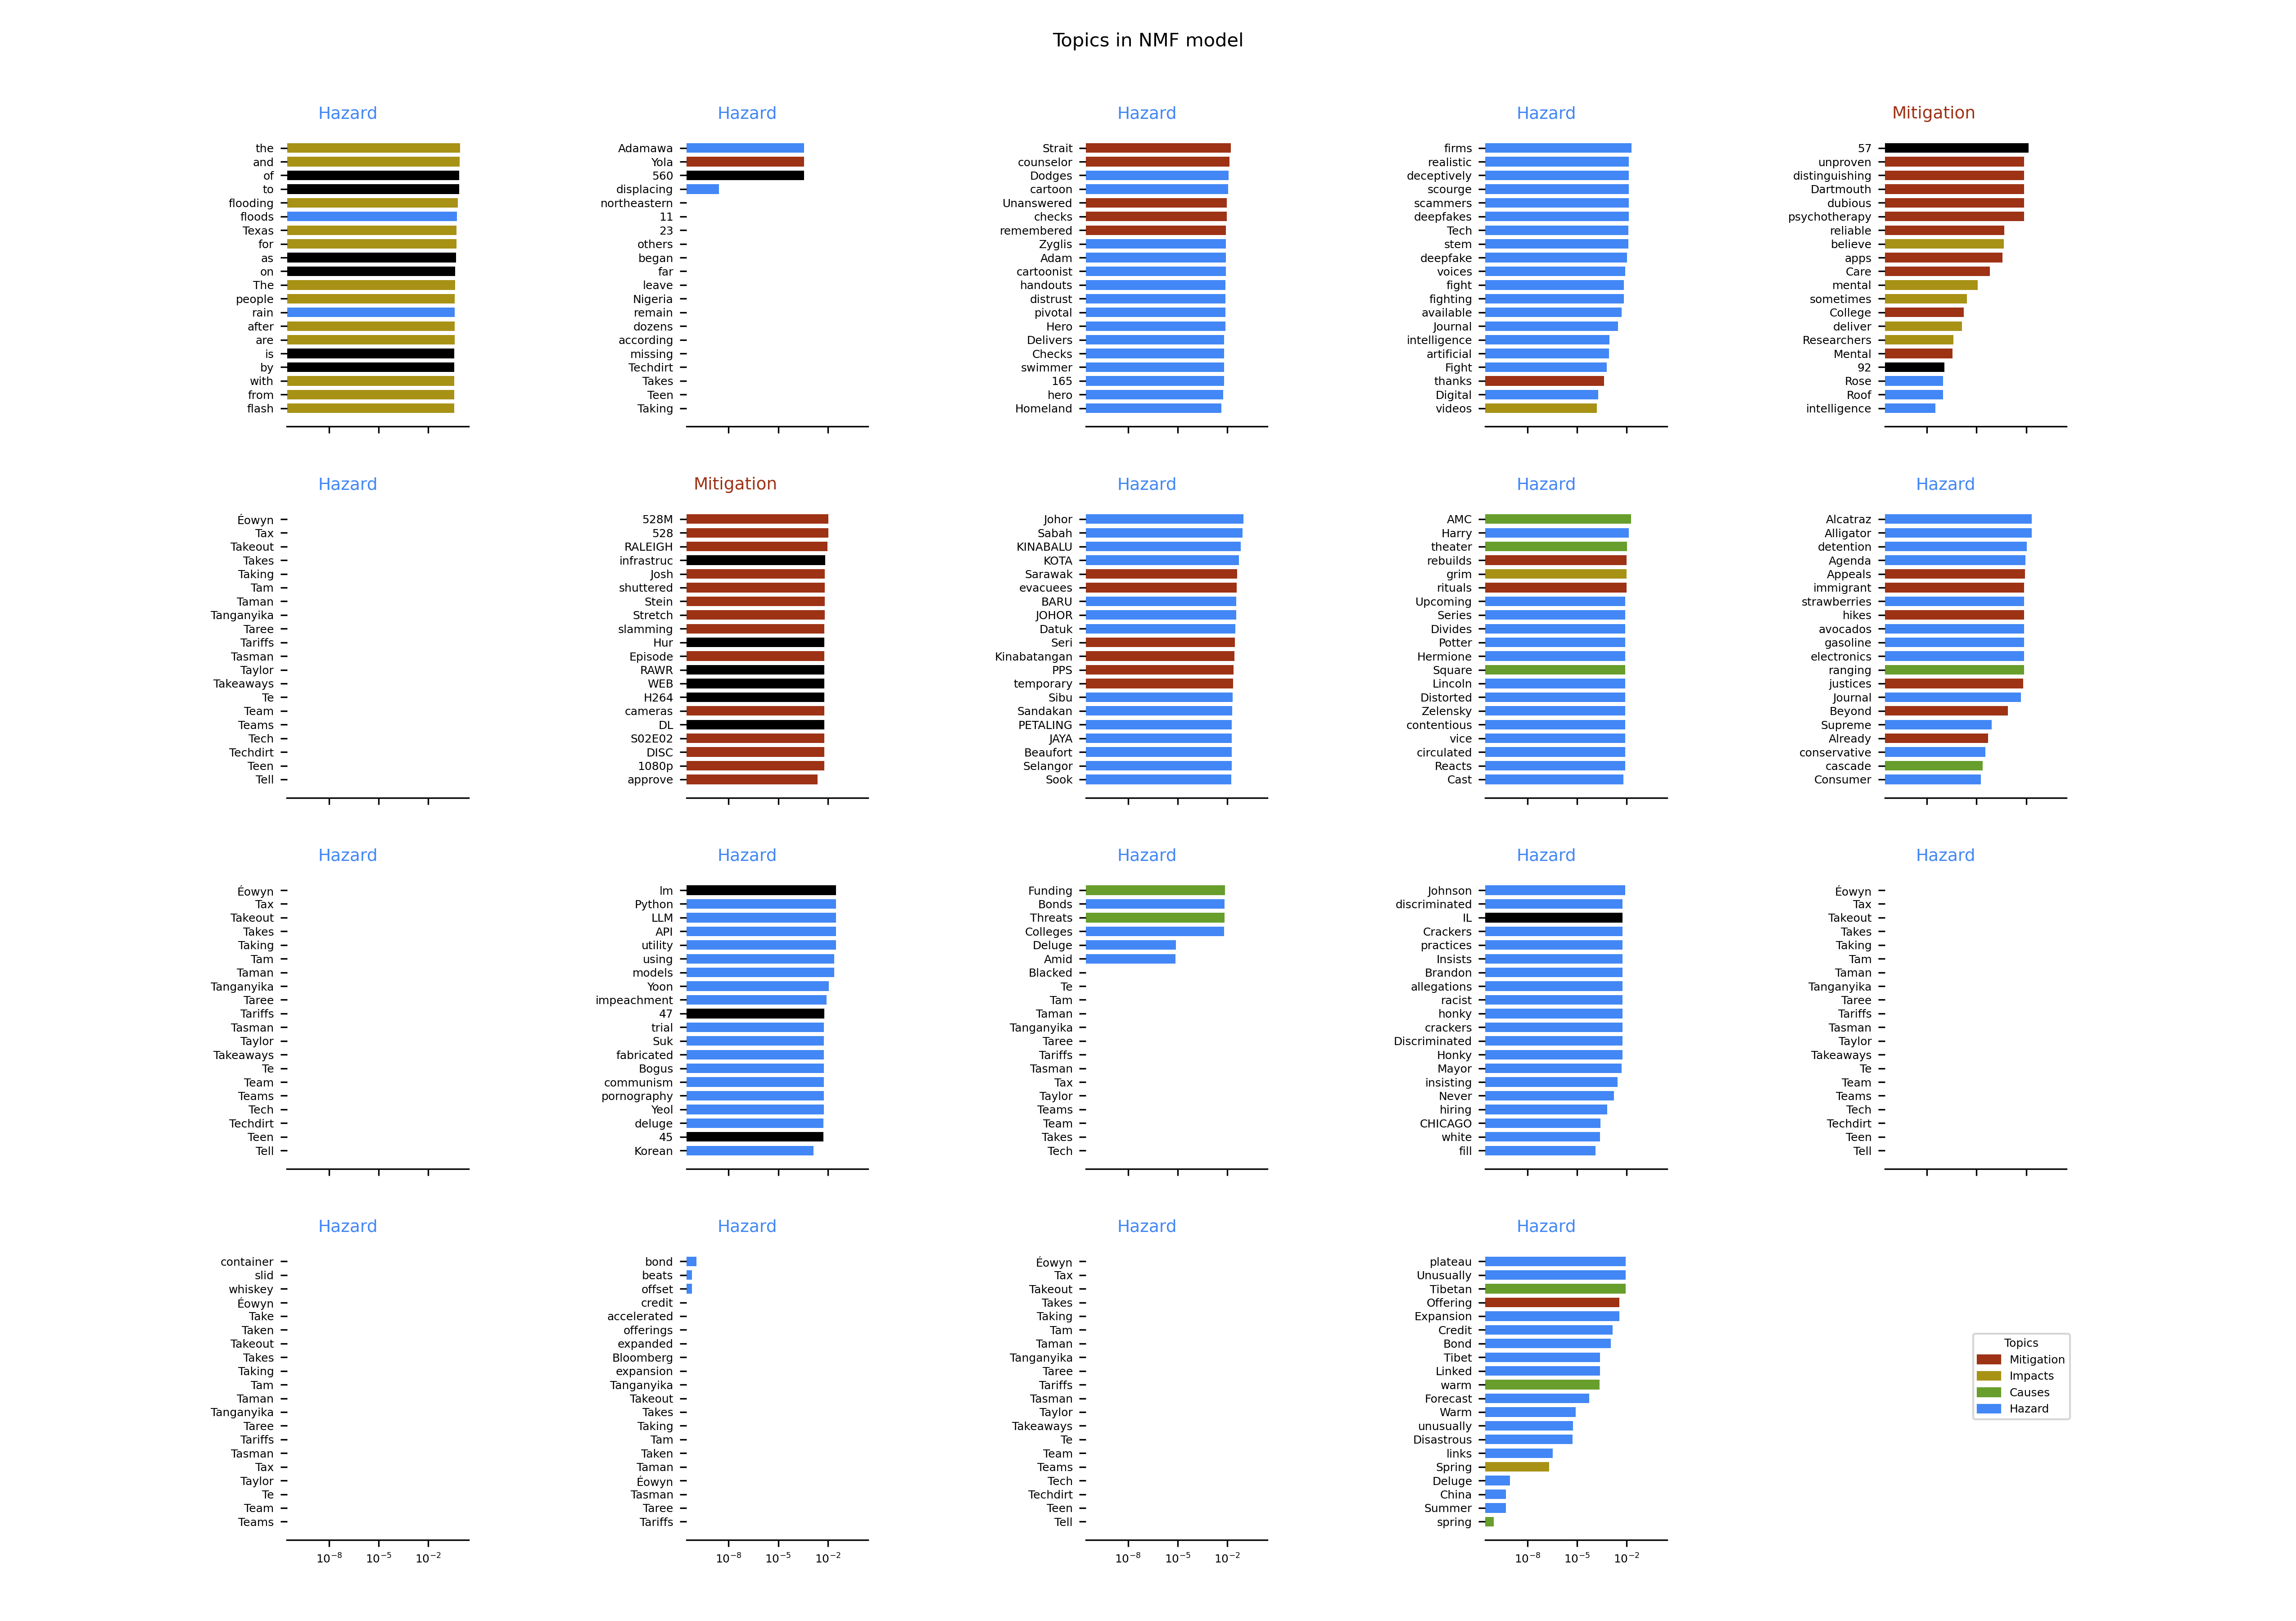 Topics in NMF model
Hazard
the
and
of
to
flooding
floods
Texas
for
as
on
The
people
rain
after
are
is
by
with
from
flash
Hazard
Adamawa
Yola
560
displacing
northeastern
11
23
others
began
far
leave
Nigeria
remain
dozens
according
missing
Techdirt
Takes
Teen
Taking
Hazard
Strait
counselor
Dodges
cartoon
Unanswered
checks
remembered
Zyglis
Adam
cartoonist
handouts
distrust
pivotal
Hero
Delivers
Checks
swimmer
165
hero
Homeland
Hazard
firms
realistic
deceptively
scourge
scammers
deepfakes
Tech
stem
deepfake
voices
fight
fighting
available
Journal
intelligence
artificial
Fight
thanks
Digital
videos
Mitigation
57
unproven
distinguishing
Dartmouth
dubious
psychotherapy
reliable
believe
apps
Care
mental
sometimes
College
deliver
Researchers
Mental
92
Rose
Roof
intelligence
Hazard
Éowyn
Tax
Takeout
Takes
Taking
Tam
Taman
Tanganyika
Taree
Tariffs
Tasman
Taylor
Takeaways
Te
Team
Teams
Tech
Techdirt
Teen
Tell
Mitigation
528M
528
RALEIGH
infrastruc
Josh
shuttered
Stein
Stretch
slamming
Hur
Episode
RAWR
WEB
H264
cameras
DL
S02E02
DISC
1080p
approve
Hazard
Johor
Sabah
KINABALU
KOTA
Sarawak
evacuees
BARU
JOHOR
Datuk
Seri
Kinabatangan
PPS
temporary
Sibu
Sandakan
PETALING
JAYA
Beaufort
Selangor
Sook
Hazard
AMC
Harry
theater
rebuilds
grim
rituals
Upcoming
Series
Divides
Potter
Hermione
Square
Lincoln
Distorted
Zelensky
contentious
vice
circulated
Reacts
Cast
Hazard
Alcatraz
Alligator
detention
Agenda
Appeals
immigrant
strawberries
hikes
avocados
gasoline
electronics
ranging
justices
Journal
Beyond
Supreme
Already
conservative
cascade
Consumer
Hazard
Éowyn
Tax
Takeout
Takes
Taking
Tam
Taman
Tanganyika
Taree
Tariffs
Tasman
Taylor
Takeaways
Te
Team
Teams
Tech
Techdirt
Teen
Tell
Hazard
lm
Python
LLM
API
utility
using
models
Yoon
impeachment
47
trial
Suk
fabricated
Bogus
communism
pornography
Yeol
deluge
45
Korean
Hazard
Funding
Bonds
Threats
Colleges
Deluge
Amid
Blacked
Te
Tam
Taman
Tanganyika
Taree
Tariffs
Tasman
Tax
Taylor
Teams
Team
Takes
Tech
Hazard
Johnson
discriminated
IL
Crackers
practices
Insists
Brandon
allegations
racist
honky
crackers
Discriminated
Honky
Mayor
insisting
Never
hiring
CHICAGO
white
fill
Hazard
Éowyn
Tax
Takeout
Takes
Taking
Tam
Taman
Tanganyika
Taree
Tariffs
Tasman
Taylor
Takeaways
Te
Team
Teams
Tech
Techdirt
Teen
Tell
Hazard
container
slid
whiskey
Éowyn
Take
Taken
Takeout
Takes
Taking
Tam
Taman
Tanganyika
Taree
Tariffs
Tasman
Tax
Taylor
Te
Team
Teams
10⁻⁸ 10⁻⁵ 10⁻²
Hazard
bond
beats
offset
credit
accelerated
offerings
expanded
Bloomberg
expansion
Tanganyika
Takeout
Takes
Taking
Tam
Taken
Taman
Éowyn
Tasman
Taree
Tariffs
10⁻⁸ 10⁻⁵ 10⁻²
Hazard
Éowyn
Tax
Takeout
Takes
Taking
Tam
Taman
Tanganyika
Taree
Tariffs
Tasman
Taylor
Takeaways
Te
Team
Teams
Tech
Techdirt
Teen
Tell
10⁻⁸ 10⁻⁵ 10⁻²
Hazard
plateau
Unusually
Tibetan
Offering
Expansion
Credit
Bond
Tibet
Linked
warm
Forecast
Warm
unusually
Disastrous
links
Spring
Deluge
China
Summer
spring
10⁻⁸ 10⁻⁵ 10⁻²
Topics
Mitigation
Impacts
Causes
Hazard